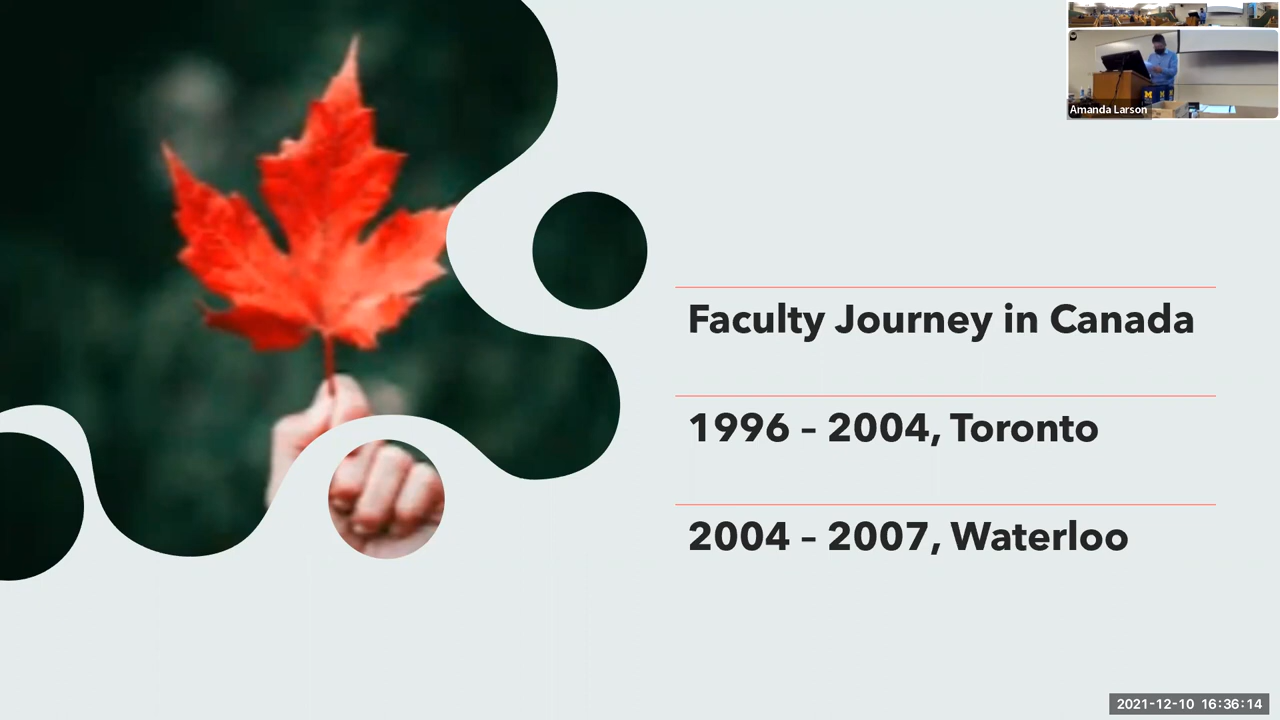 Amanda Larson
Faculty Journey in Canada
1996 – 2004, Toronto
2004 – 2007, Waterloo
2021-12-10 16:36:14